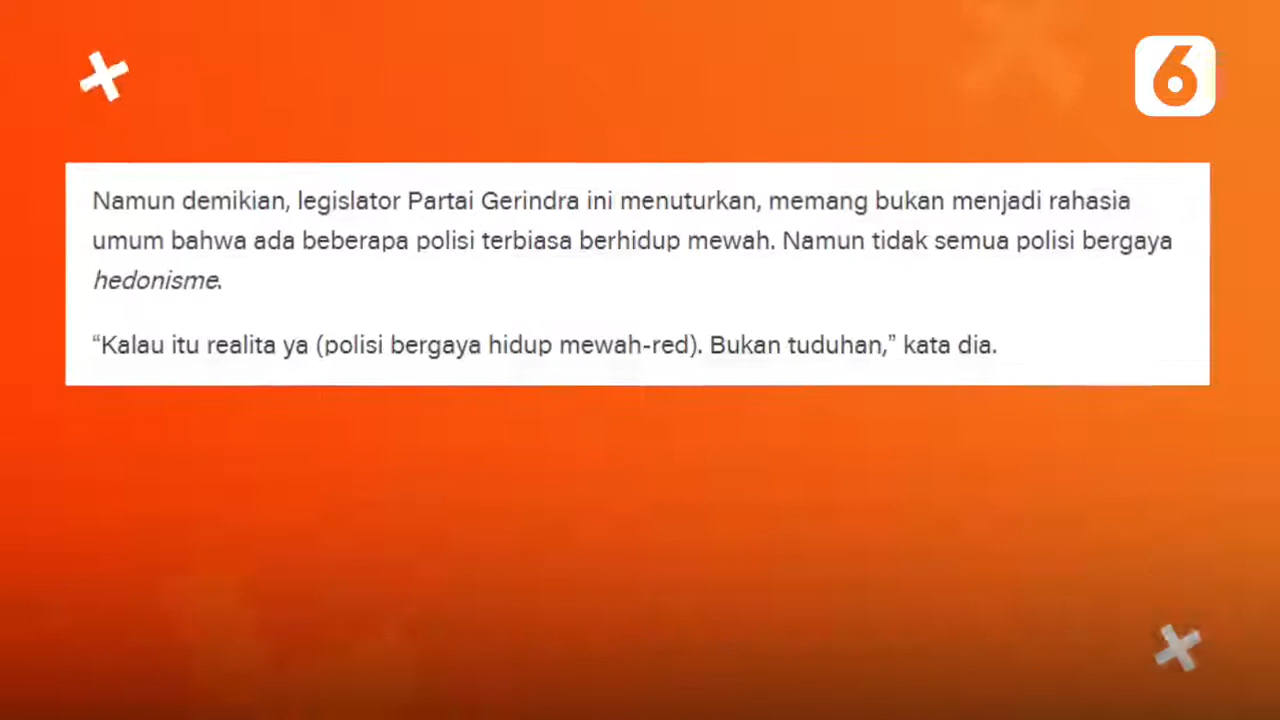 6
Namun demikian, legislator Partai Gerindra ini menuturkan, memang bukan menjadi rahasia
umum bahwa ada beberapa polisi terbiasa berhidup mewah. Namun tidak semua polisi bergaya
hedonisme.
“Kalau itu realita ya (polisi bergaya hidup mewah-red). Bukan tuduhan,” kata dia.